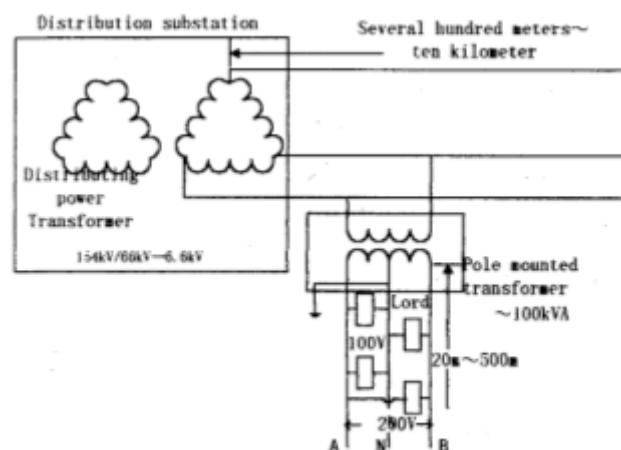 Distribution substation
Several hundred meters～
ten kilometer
Distributing
power
Transformer
154kV/66kV—6.6kV
Pole mounted
transformer
～100kVA
Lord
100V
20m～500m
200V
A N B